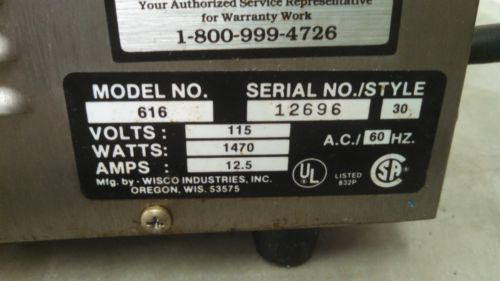 Your Authorized Service Representative
for Warranty Work
1-800-999-4726
MODEL NO. SERIAL NO./STYLE
616 12696 30
VOLTS: 115 A.C./ 60 HZ.
WATTS: 1470
AMPS: 12.5
Mfg. by - WISCO INDUSTRIES, INC.
OREGON, WIS. 53575
UL LISTED
832P
SA